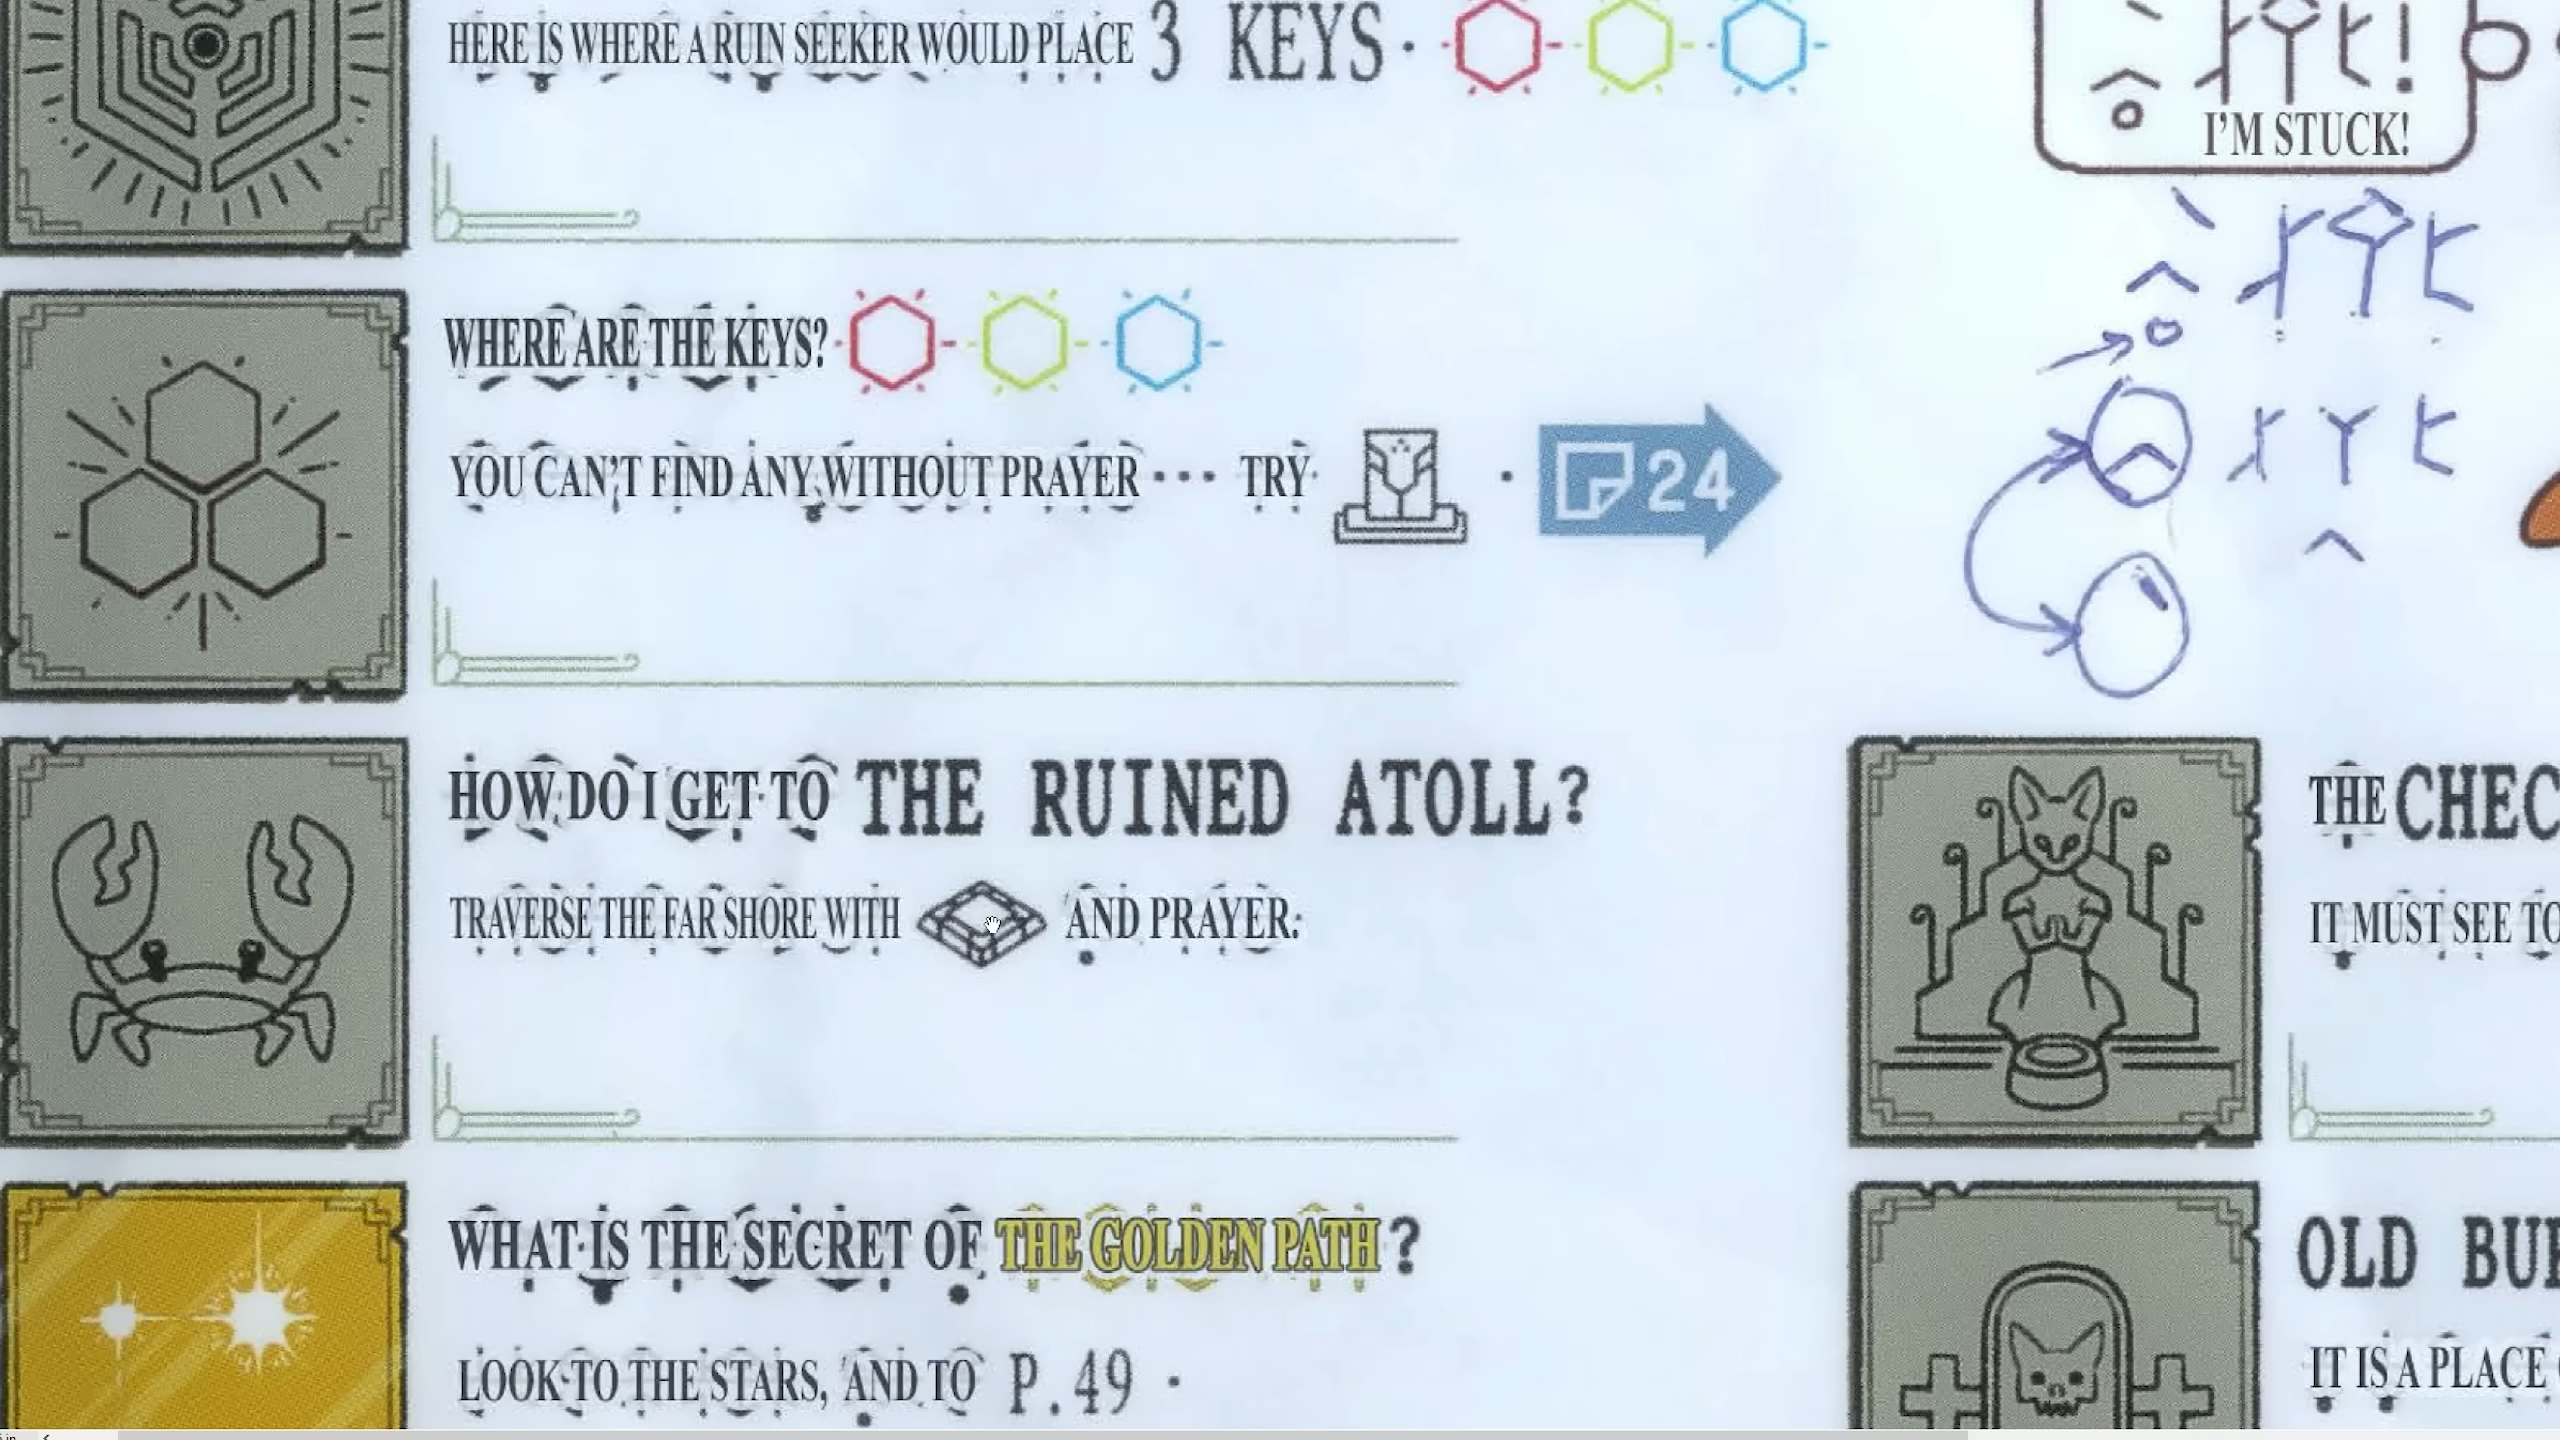 HERE IS WHERE A RUIN SEEKER WOULD PLACE 3 KEYS.
I'M STUCK!
WHERE ARE THE KEYS?
YOU CAN'T FIND ANY WITHOUT PRAYER... TRY . 24
HOW DO I GET TO THE RUINED ATOLL?
TRAVERSE THE FAR SHORE WITH AND PRAYER:
THE CHEC
IT MUST SEE TO
WHAT IS THE SECRET OF THE GOLDEN PATH?
LOOK TO THE STARS, AND TO P.49.
OLD BU
IT IS A PLACE